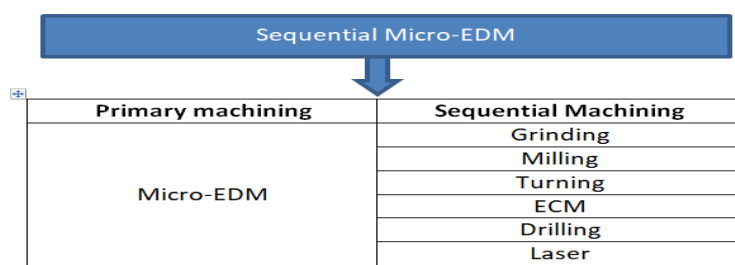 Sequential Micro-EDM
Primary machining
Sequential Machining
Micro-EDM
Grinding
Milling
Turning
ECM
Drilling
Laser